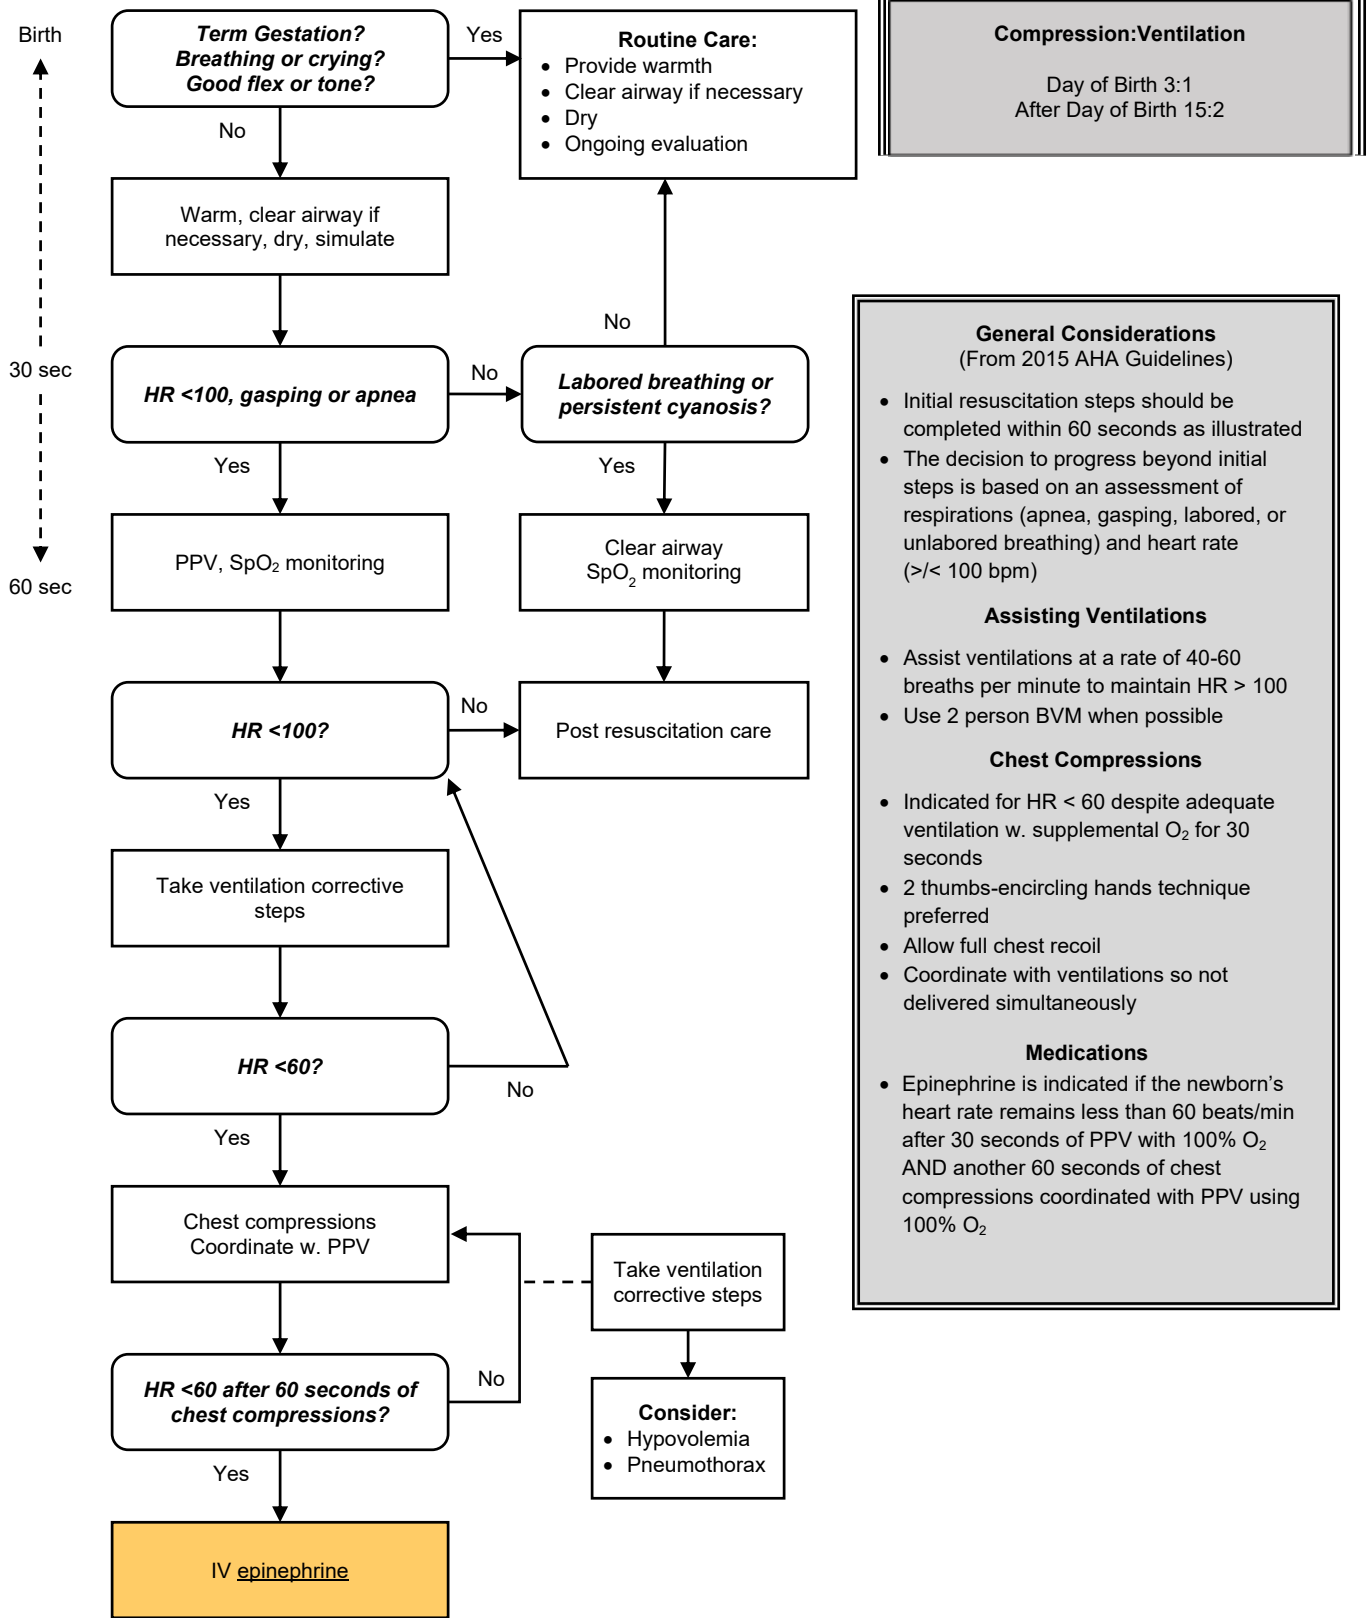 Birth
Term Gestation?
Breathing or crying?
Good flex or tone?
Yes
Routine Care:
• Provide warmth
• Clear airway if necessary
• Dry
• Ongoing evaluation
Compression:Ventilation
Day of Birth 3:1
After Day of Birth 15:2
No
Warm, clear airway if
necessary, dry, simulate
30 sec
HR <100, gasping or apnea
No
Labored breathing or
persistent cyanosis?
No
Yes
Yes
60 sec
PPV, SpO₂ monitoring
Clear airway
SpO₂ monitoring
HR <100?
No
Post resuscitation care
Yes
Take ventilation corrective
steps
HR <60?
No
Yes
Chest compressions
Coordinate w. PPV
Take ventilation
corrective steps
HR <60 after 60 seconds of
chest compressions?
No
Consider:
• Hypovolemia
• Pneumothorax
Yes
IV epinephrine
General Considerations
(From 2015 AHA Guidelines)
• Initial resuscitation steps should be
completed within 60 seconds as illustrated
• The decision to progress beyond initial
steps is based on an assessment of
respirations (apnea, gasping, labored, or
unlabored breathing) and heart rate
(>/< 100 bpm)
Assisting Ventilations
• Assist ventilations at a rate of 40-60
breaths per minute to maintain HR > 100
• Use 2 person BVM when possible
Chest Compressions
• Indicated for HR < 60 despite adequate
ventilation w. supplemental O₂ for 30
seconds
• 2 thumbs-encircling hands technique
preferred
• Allow full chest recoil
• Coordinate with ventilations so not
delivered simultaneously
Medications
• Epinephrine is indicated if the newborn’s
heart rate remains less than 60 beats/min
after 30 seconds of PPV with 100% O₂
AND another 60 seconds of chest
compressions coordinated with PPV using
100% O₂